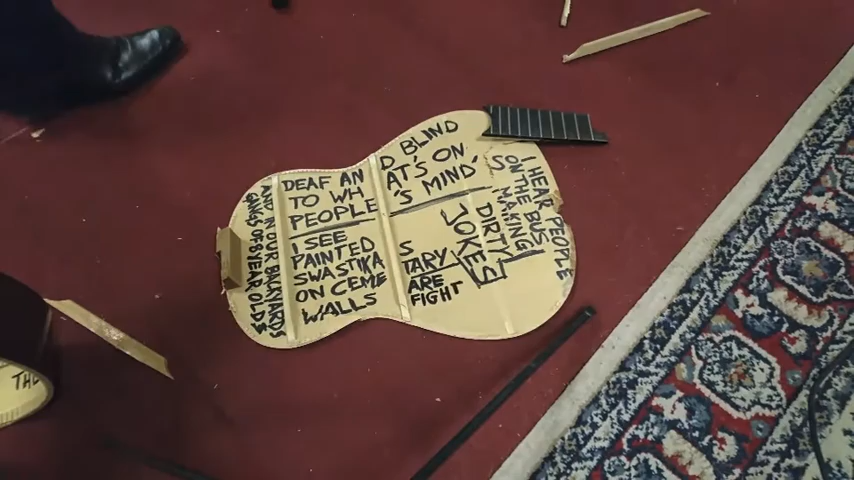 DEAF AN D BLIND
TO WH AT'S ON
PEOPLE 'S MIND'S
I SEE
PAINTED
SWASTIKA S
ON CEME TARY
WALLS
ARE
FIGHT
AND IN OUR BACKYARDS
GANGS OF 8 YEAR OLDS
I HEAR PEOPLE
ON THE BUS
MAKING
DIRTY
JOKES
THE